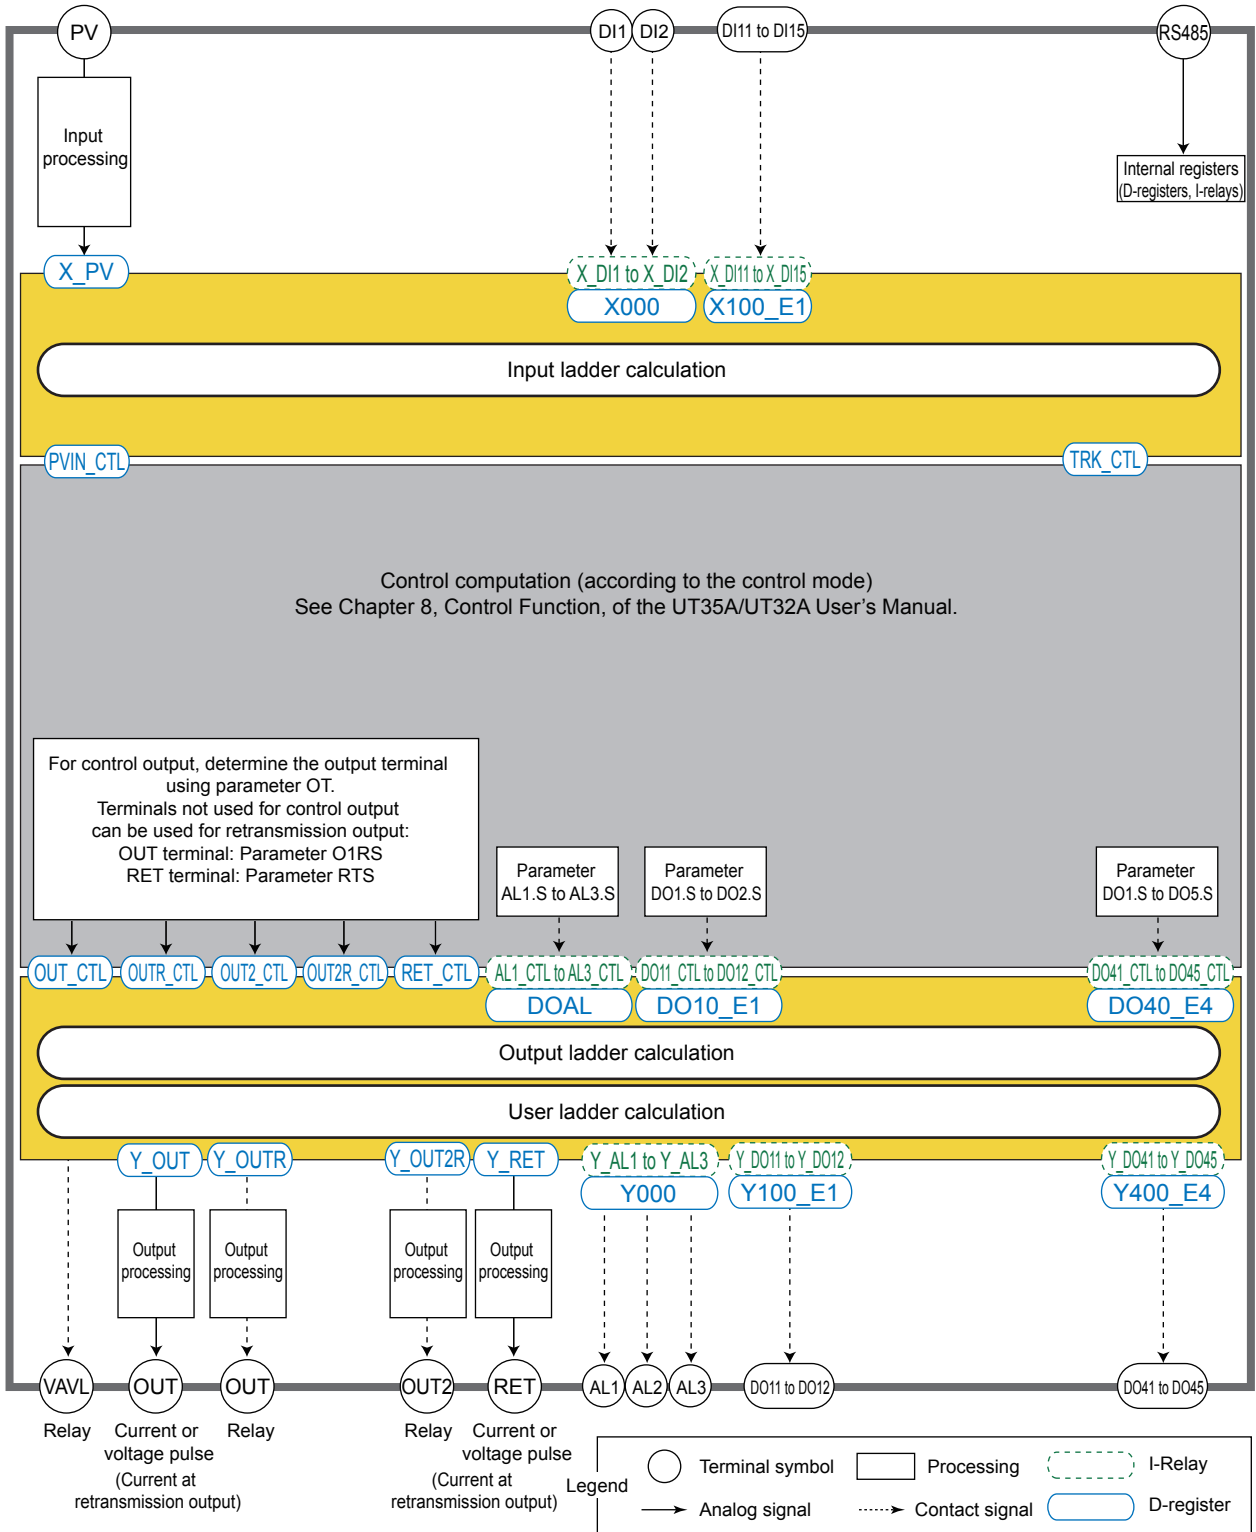 PV
DI1
DI2
DI11 to DI15
RS485
Input
processing
Internal registers
(D-registers, I-relays)
X_PV
X_DI1 to X_DI2
X_DI11 to X_DI15
X000
X100_E1
Input ladder calculation
PVIN_CTL
TRK_CTL
Control computation (according to the control mode)
See Chapter 8, Control Function, of the UT35A/UT32A User's Manual.
For control output, determine the output terminal
using parameter OT.
Terminals not used for control output
can be used for retransmission output:
OUT terminal: Parameter O1RS
RET terminal: Parameter RTS
Parameter
AL1.S to AL3.S
Parameter
DO1.S to DO2.S
Parameter
DO1.S to DO5.S
OUT_CTL
OUTR_CTL
OUT2_CTL
OUT2R_CTL
RET_CTL
AL1_CTL to AL3_CTL
DO11_CTL to DO12_CTL
DO41_CTL to DO45_CTL
DOAL
DO10_E1
DO40_E4
Output ladder calculation
User ladder calculation
Y_OUT
Y_OUTR
Y_OUT2R
Y_RET
Y_AL1 to Y_AL3
Y_DO11 to Y_DO12
Y_DO41 to Y_DO45
Y000
Y100_E1
Y400_E4
Output
processing
Output
processing
Output
processing
Output
processing
VAVL
OUT
OUT
OUT2
RET
AL1
AL2
AL3
DO11 to DO12
DO41 to DO45
Relay
Current or
voltage pulse
(Current at
retransmission output)
Relay
Relay
Current or
voltage pulse
(Current at
retransmission output)
Legend
Terminal symbol
Processing
I-Relay
Analog signal
Contact signal
D-register